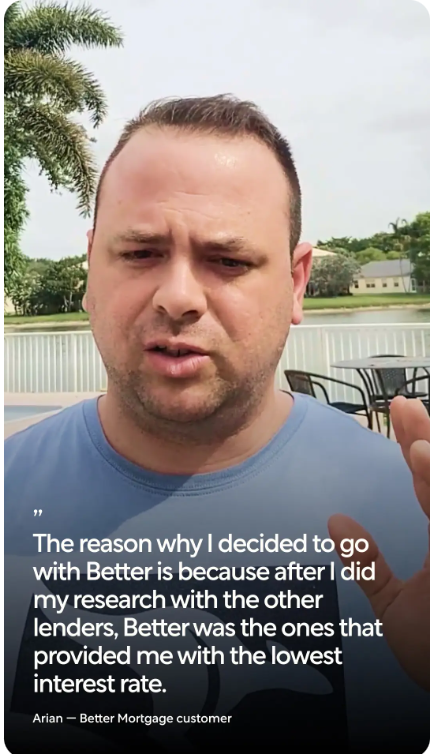 ”
The reason why I decided to go
with Better is because after I did
my research with the other
lenders, Better was the ones that
provided me with the lowest
interest rate.
Arian — Better Mortgage customer